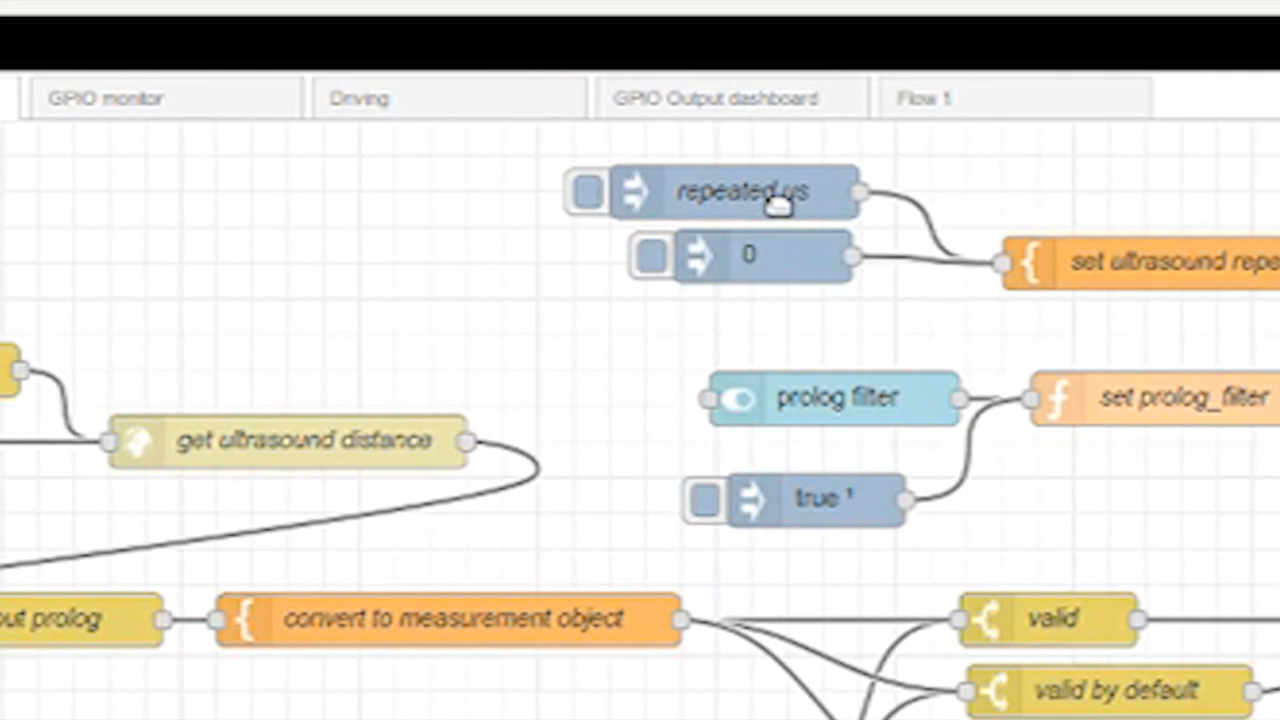 GPIO monitor
Driving
GPIO Output dashboard
Flow 1
repeated us
0
set ultrasound repe
prolog filter
set prolog_filter
get ultrasound distance
true ¹
out prolog
convert to measurement object
valid
valid by default